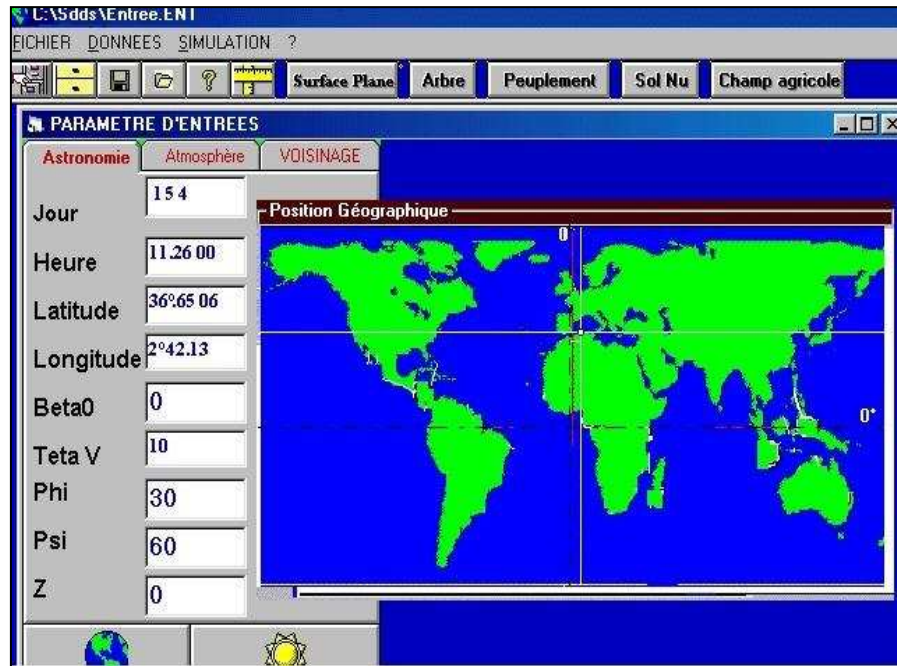 C:\Sdds\Entree.ENT
FICHIER DONNEES SIMULATION ?
Surface Plane Arbre Peuplement Sol Nu Champ agricole
PARAMETRE D'ENTREES
Astronomie Atmosphère VOISINAGE
Jour 15 4
Position Géographique
0
Heure 11.26 00
Latitude 36°.65 06
Longitude 2°42.13
Beta0 0
0°
Teta V 10
Phi 30
Psi 60
Z 0